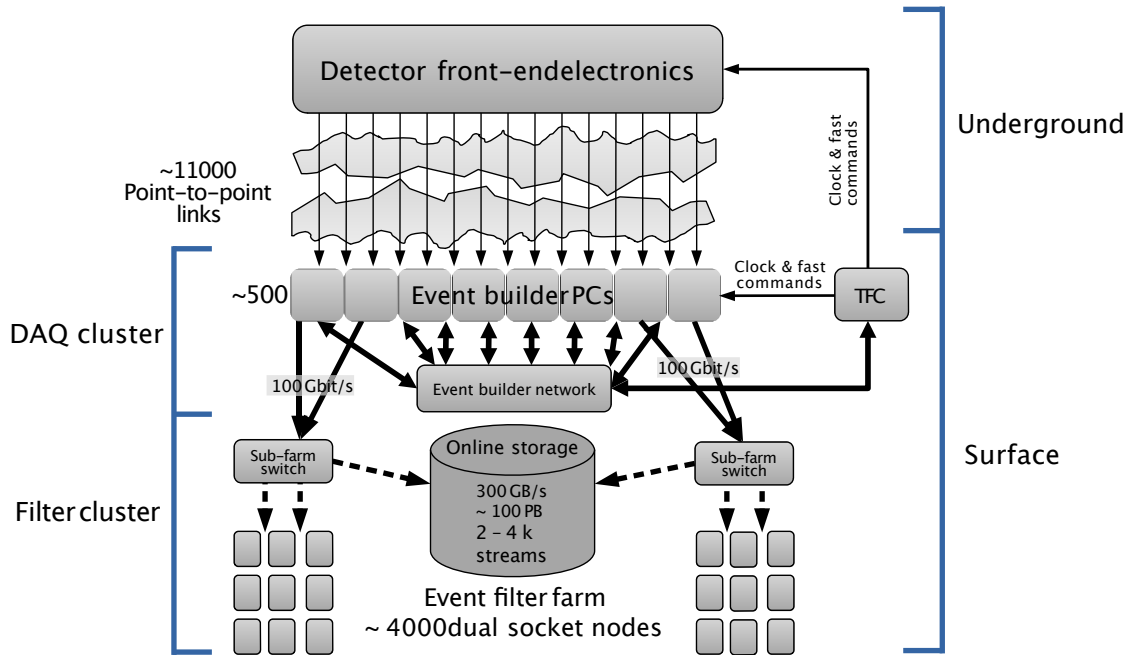 Detector front-endelectronics
Underground
Clock & fast
commands
~11000
Point-to-point
links
~500
Event builder PCs
Clock & fast
commands
TFC
DAQ cluster
100 Gbit/s
100 Gbit/s
Event builder network
Surface
Sub-farm
switch
Online storage
300 GB/s
~ 100 PB
2 - 4 k
streams
Sub-farm
switch
Filter cluster
Event filter farm
~ 4000dual socket nodes